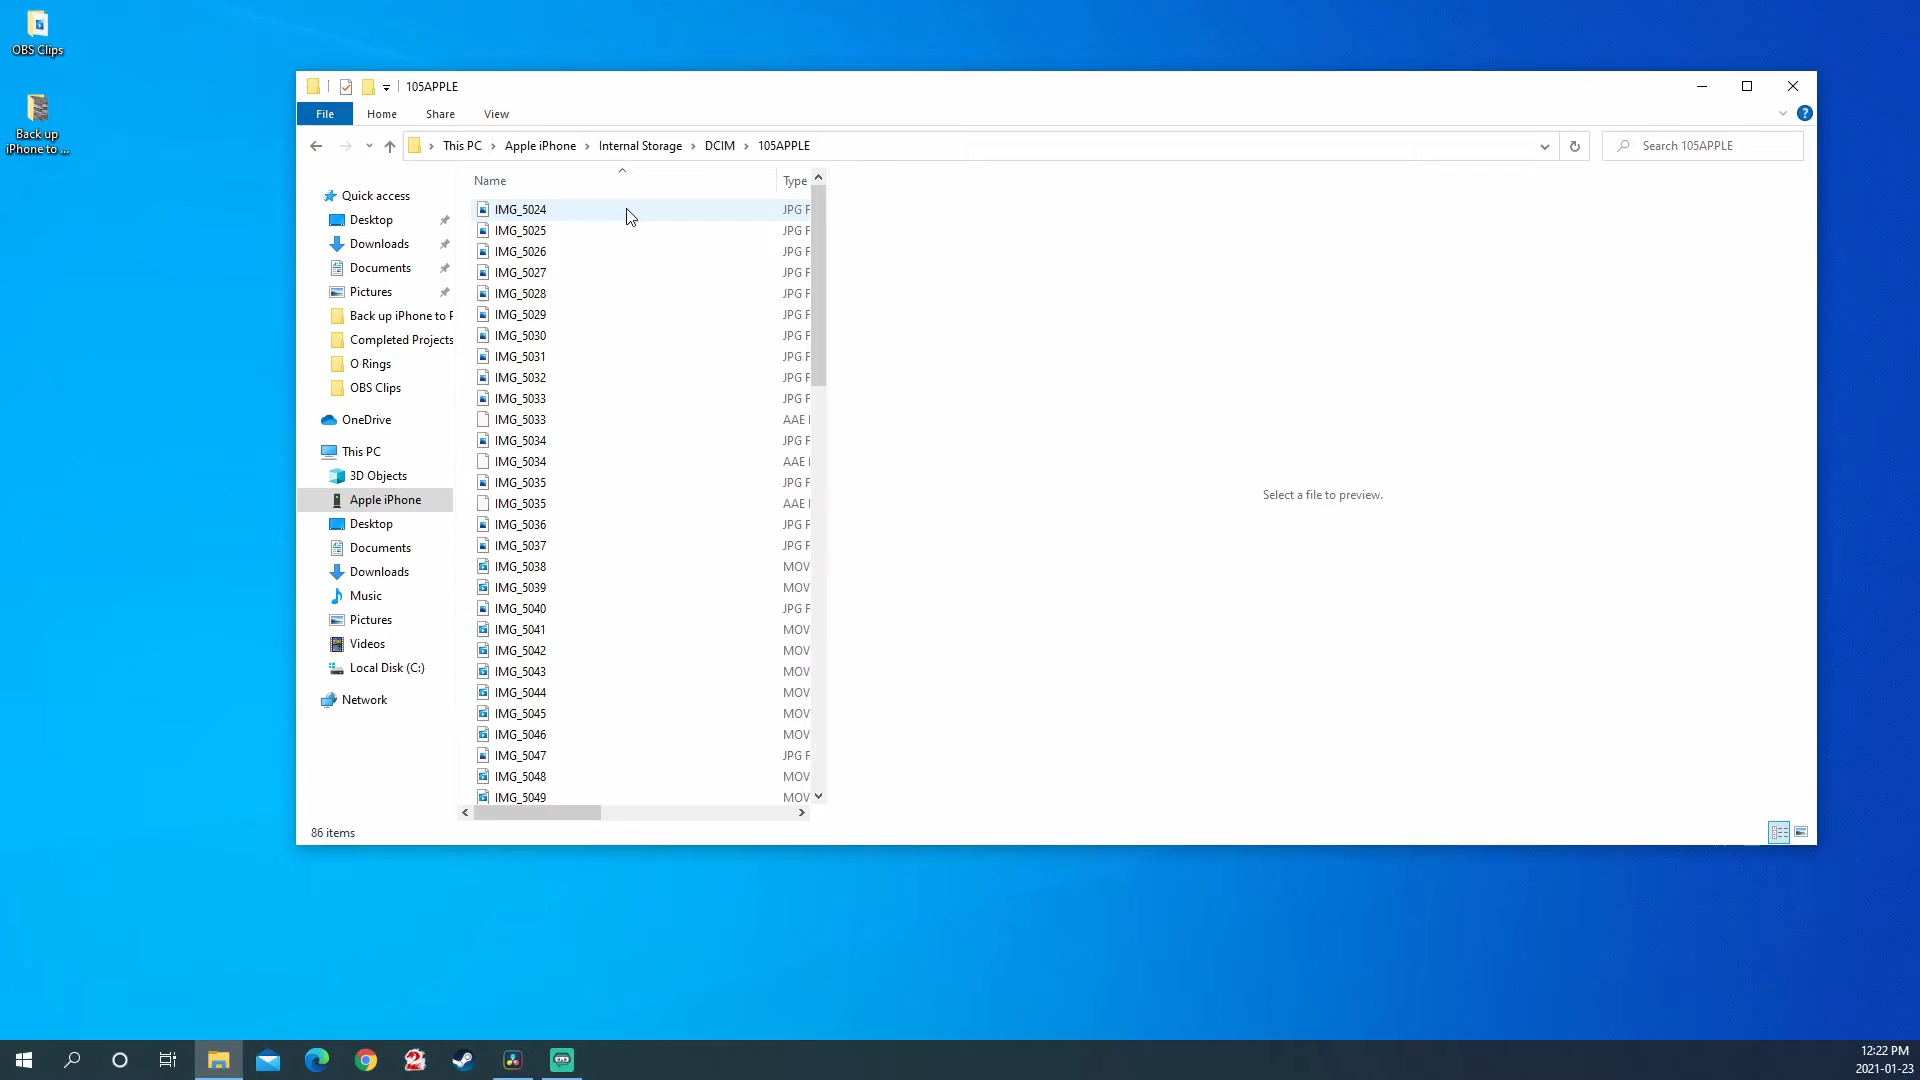 OBS Clips
Back up
iPhone to ...
105APPLE
File
Home
Share
View
This PC
Apple iPhone
Internal Storage
DCIM
105APPLE
Search 105APPLE
Quick access
Desktop
Downloads
Documents
Pictures
Back up iPhone to P
Completed Projects
O Rings
OBS Clips
OneDrive
This PC
3D Objects
Apple iPhone
Desktop
Documents
Downloads
Music
Pictures
Videos
Local Disk (C:)
Network
Name
Type
IMG_5024 JPG F
IMG_5025 JPG F
IMG_5026 JPG F
IMG_5027 JPG F
IMG_5028 JPG F
IMG_5029 JPG F
IMG_5030 JPG F
IMG_5031 JPG F
IMG_5032 JPG F
IMG_5033 JPG F
IMG_5033 AAE
IMG_5034 JPG F
IMG_5034 AAE
IMG_5035 JPG F
IMG_5035 AAE
IMG_5036 JPG F
IMG_5037 JPG F
IMG_5038 MOV
IMG_5039 MOV
IMG_5040 JPG F
IMG_5041 MOV
IMG_5042 MOV
IMG_5043 MOV
IMG_5044 MOV
IMG_5045 MOV
IMG_5046 MOV
IMG_5047 JPG F
IMG_5048 MOV
IMG_5049 MOV
Select a file to preview.
86 items
12:22 PM
2021-01-23